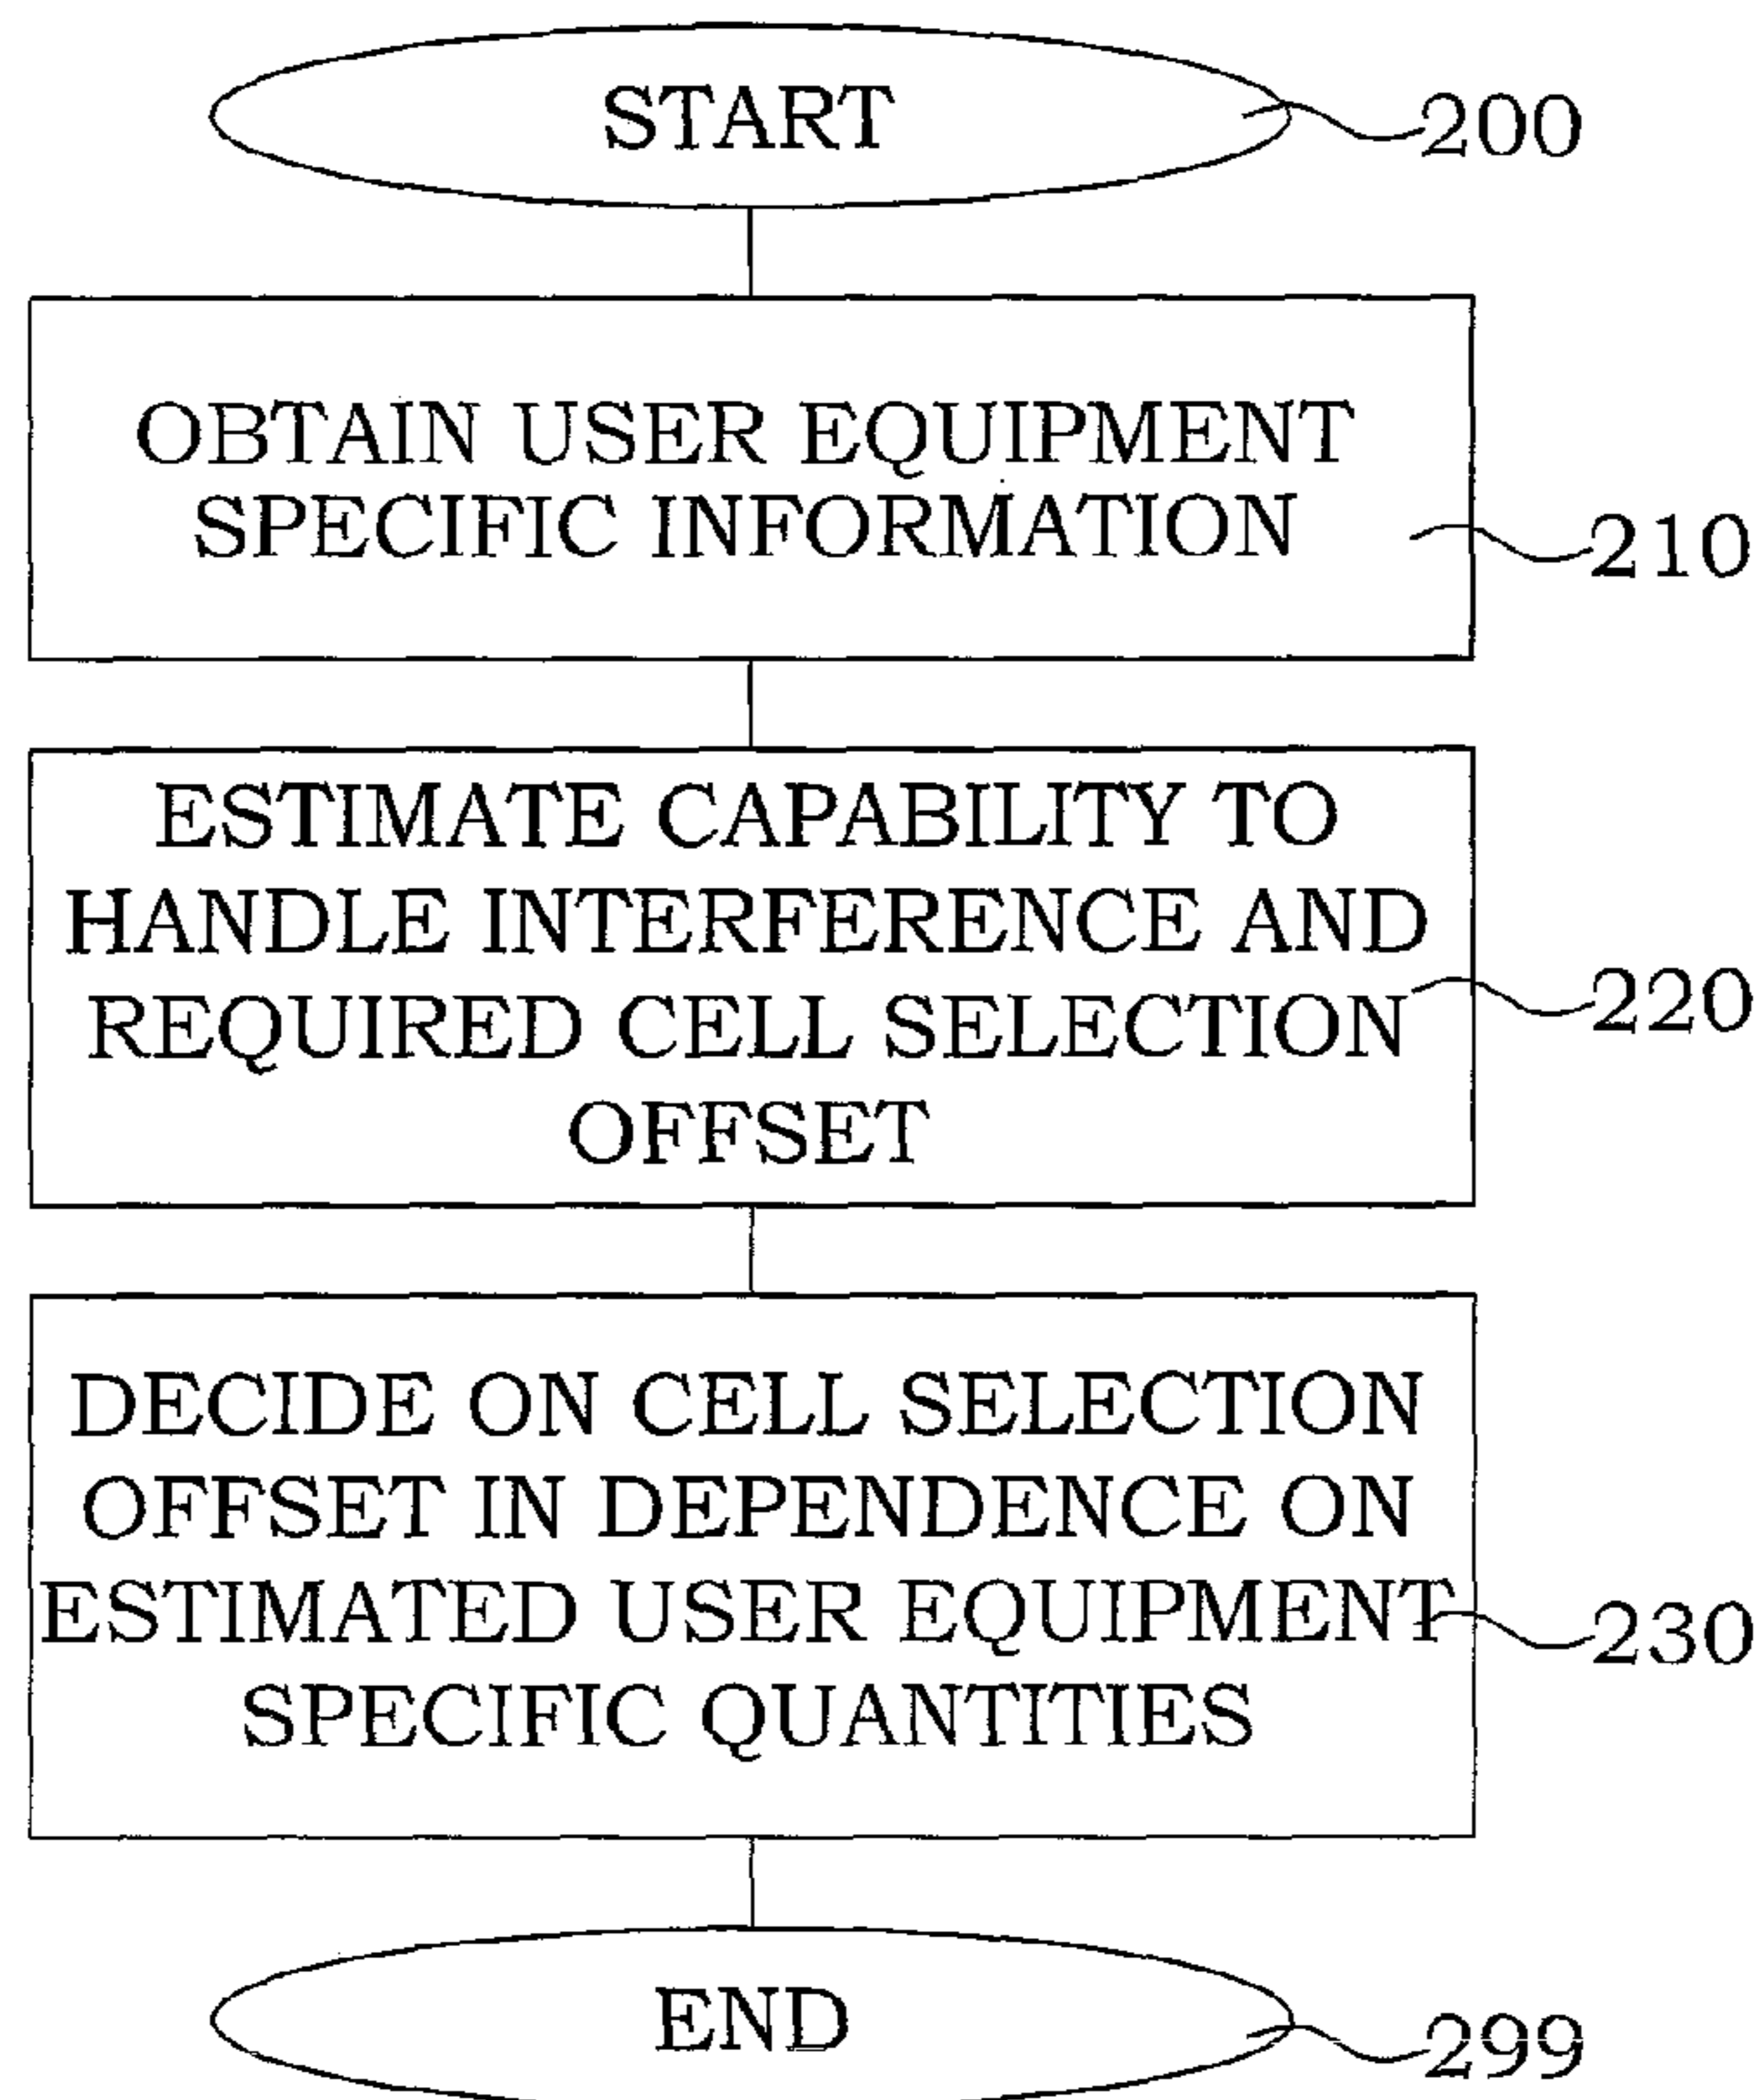 START
200
OBTAIN USER EQUIPMENT
SPECIFIC INFORMATION
210
ESTIMATE CAPABILITY TO
HANDLE INTERFERENCE AND
REQUIRED CELL SELECTION
OFFSET
220
DECIDE ON CELL SELECTION
OFFSET IN DEPENDENCE ON
ESTIMATED USER EQUIPMENT
SPECIFIC QUANTITIES
230
END
299